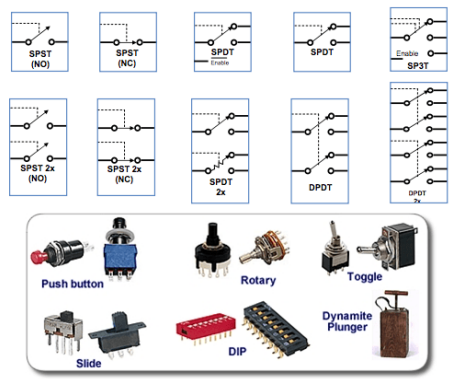 SPST
(NO)
SPST
(NC)
SPDT
Enable
SPDT
Enable
SP3T
SPST 2x
(NO)
SPST 2x
(NC)
SPDT
2x
DPDT
DPDT
2x
Push button
Rotary
Toggle
Slide
DIP
Dynamite
Plunger